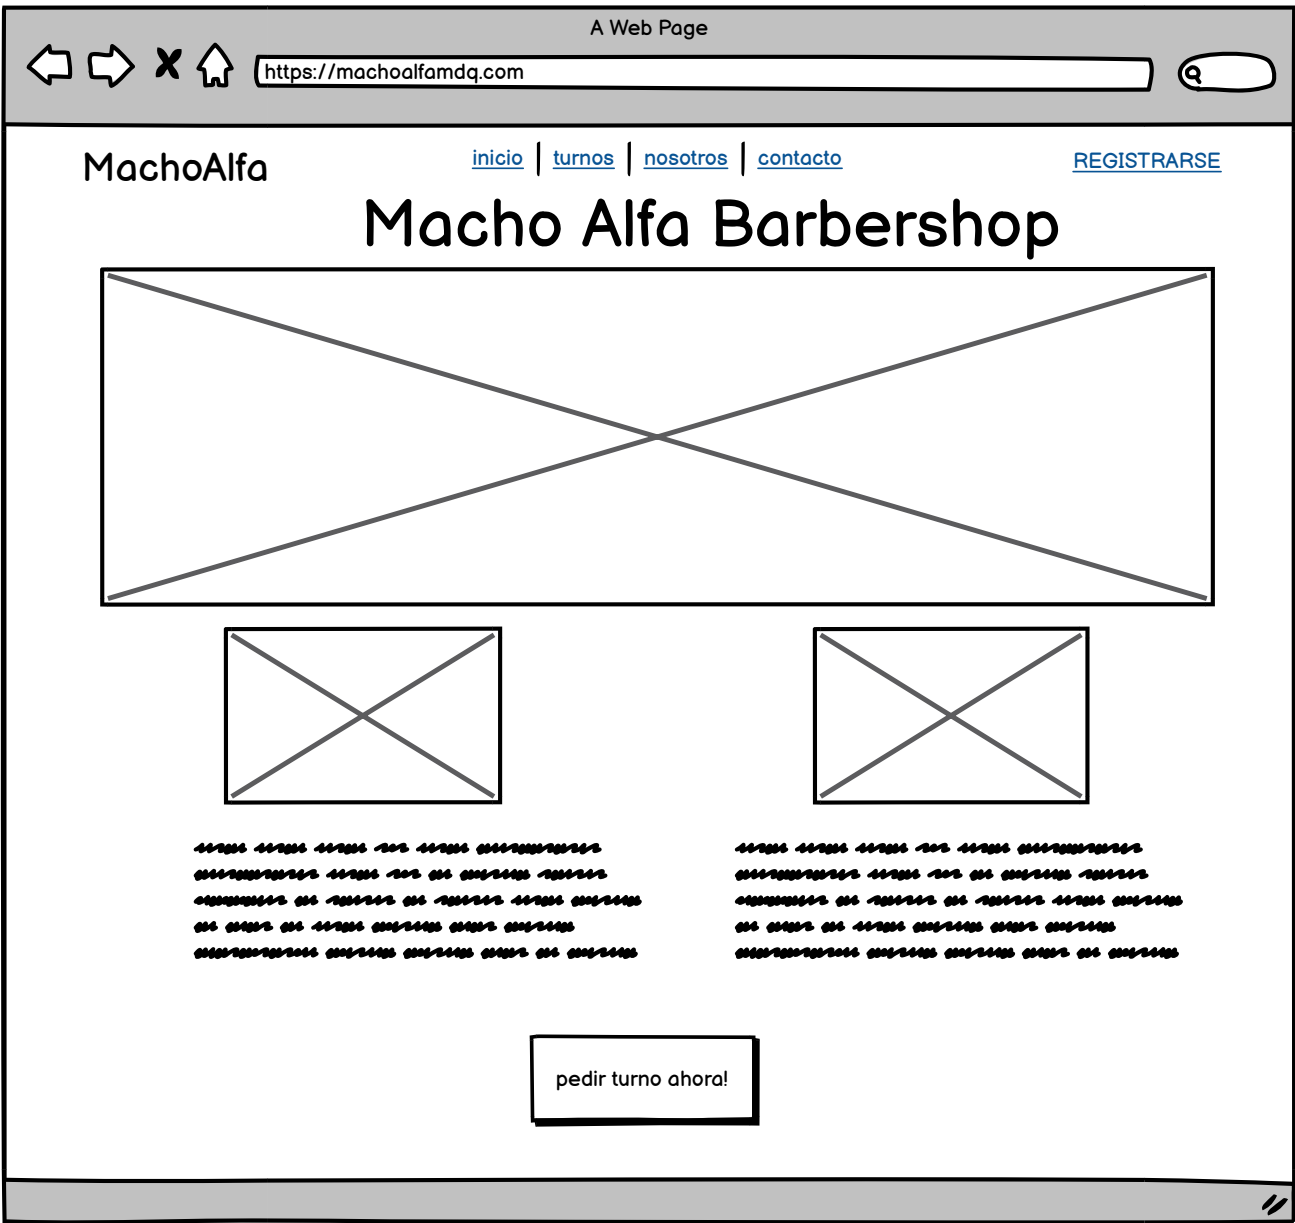 A Web Page
https://machoalfamdq.com
MachoAlfa
inicio | turnos | nosotros | contacto
REGISTRARSE
Macho Alfa Barbershop
pedir turno ahora!